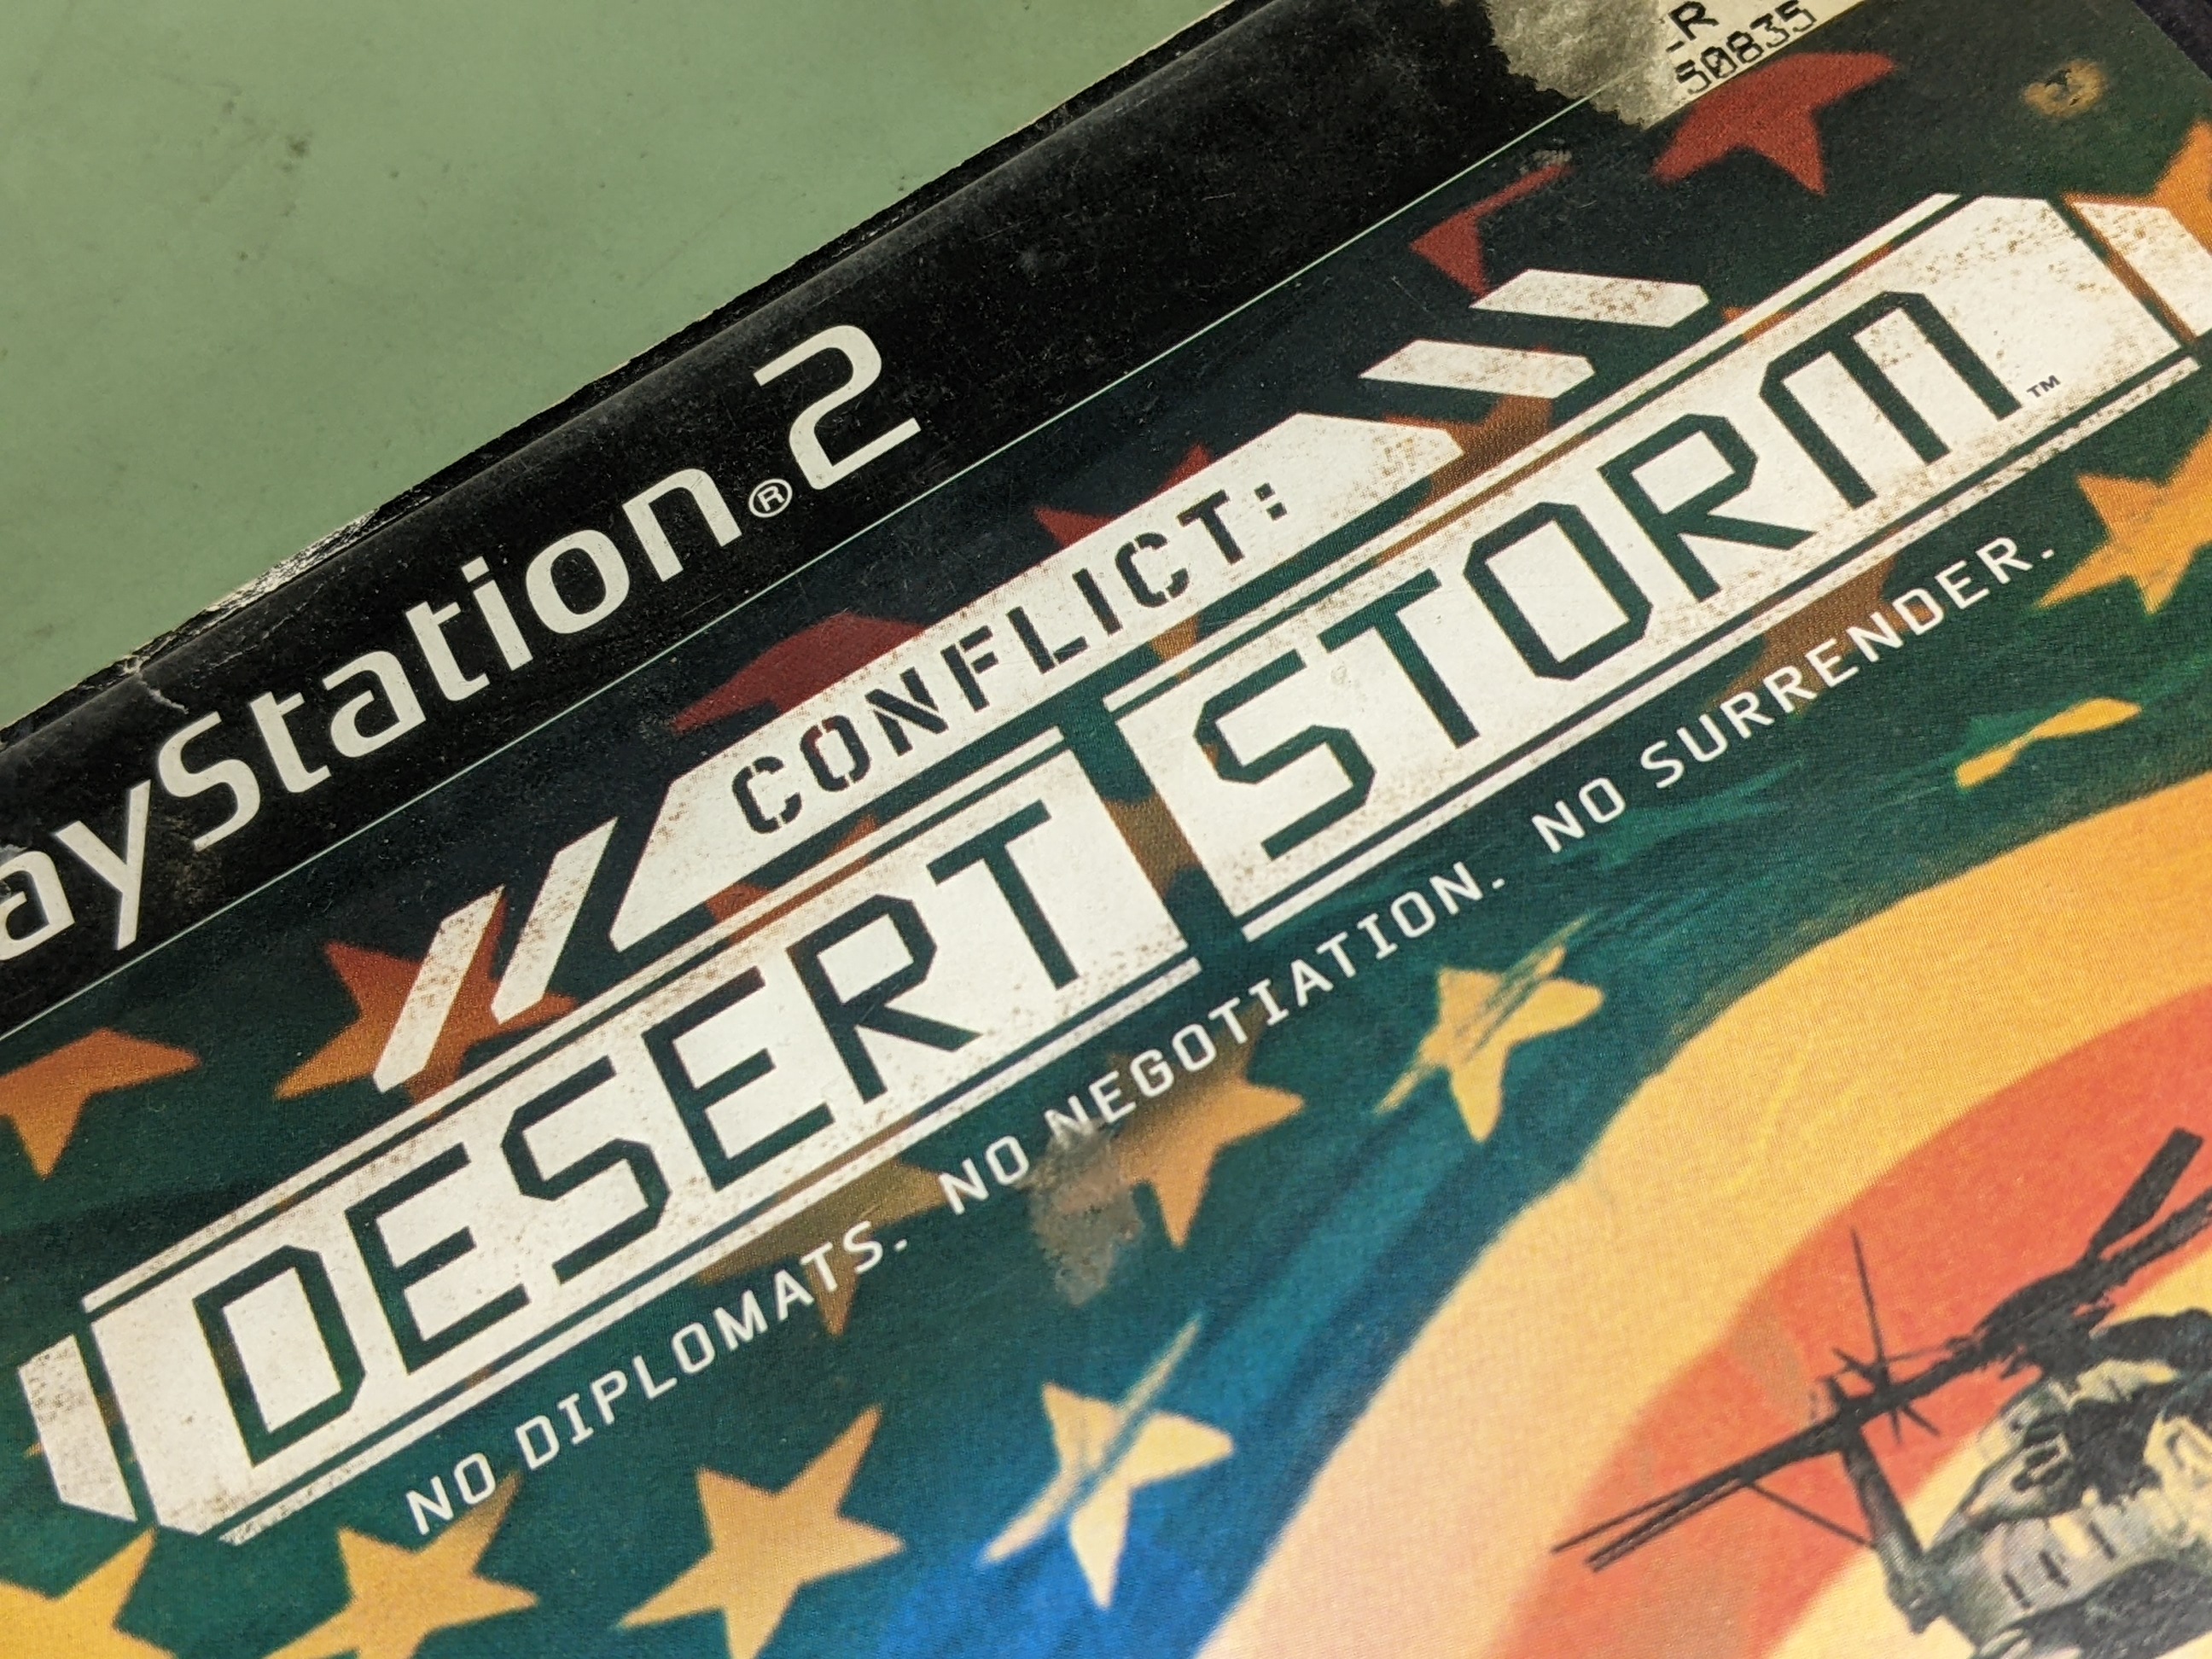 -R
50835
ayStation®2
CONFLICT:
DESERT STORM™
NO DIPLOMATS. NO NEGOTIATION. NO SURRENDER.